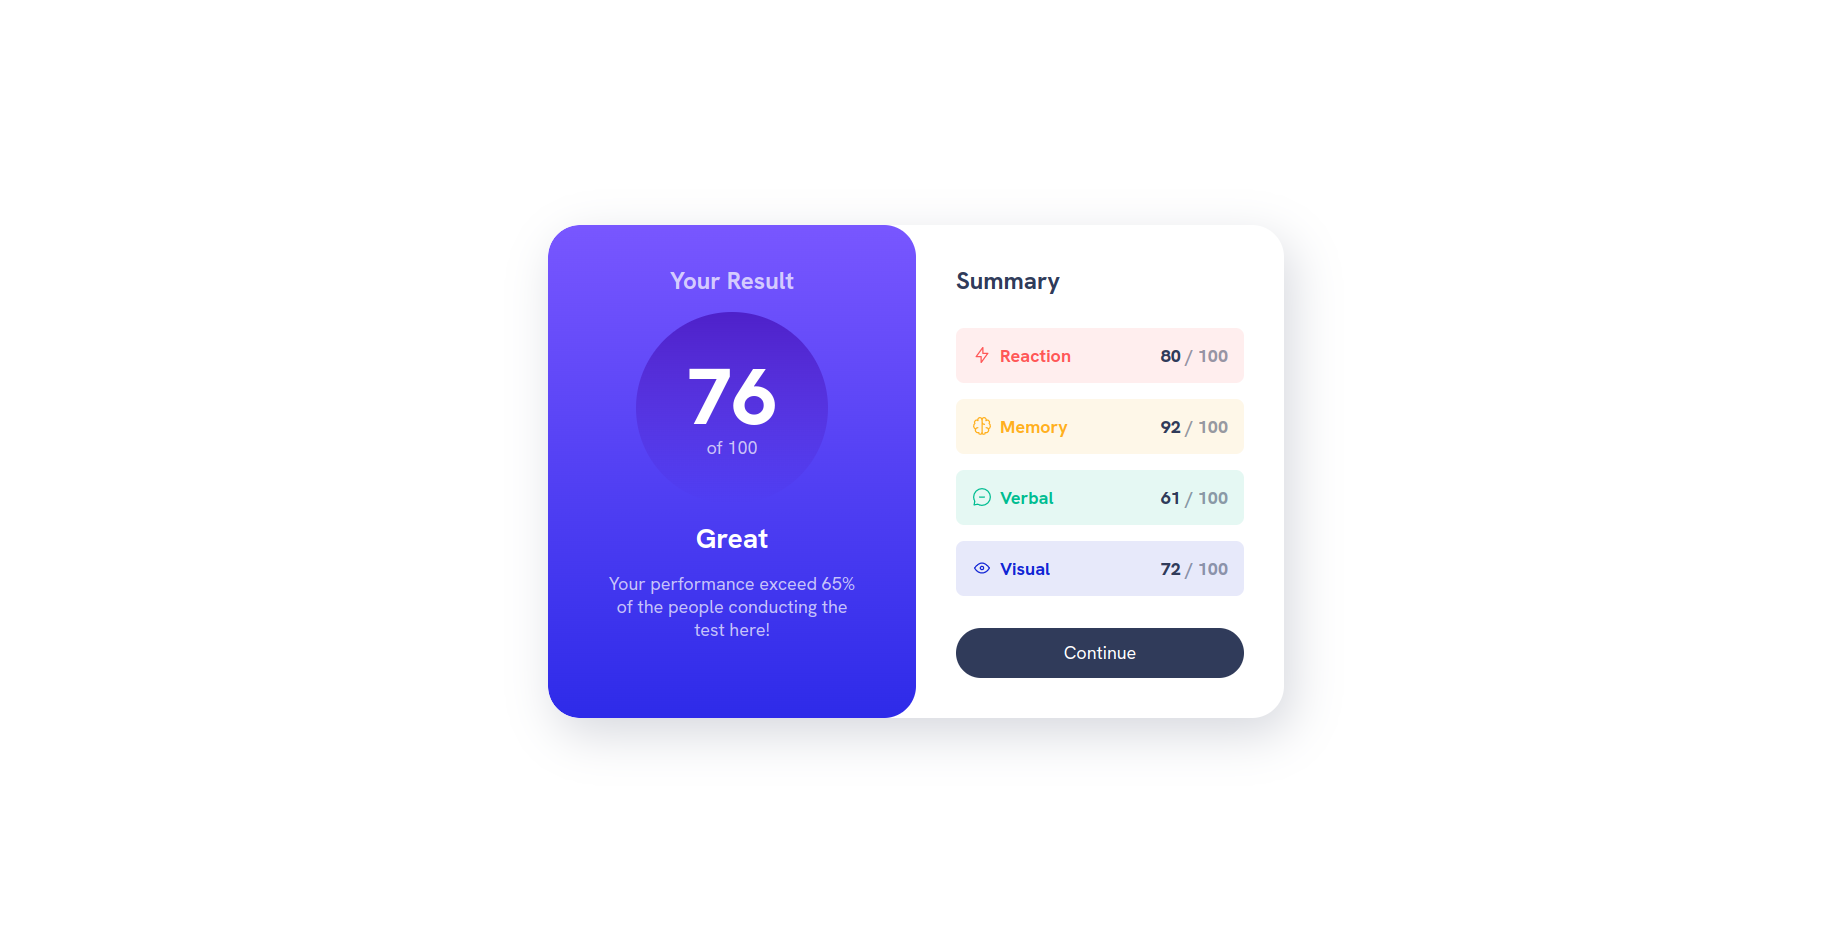 Your Result
76
of 100
Great
Your performance exceed 65%
of the people conducting the
test here!
Summary
Reaction 80 / 100
Memory 92 / 100
Verbal 61 / 100
Visual 72 / 100
Continue